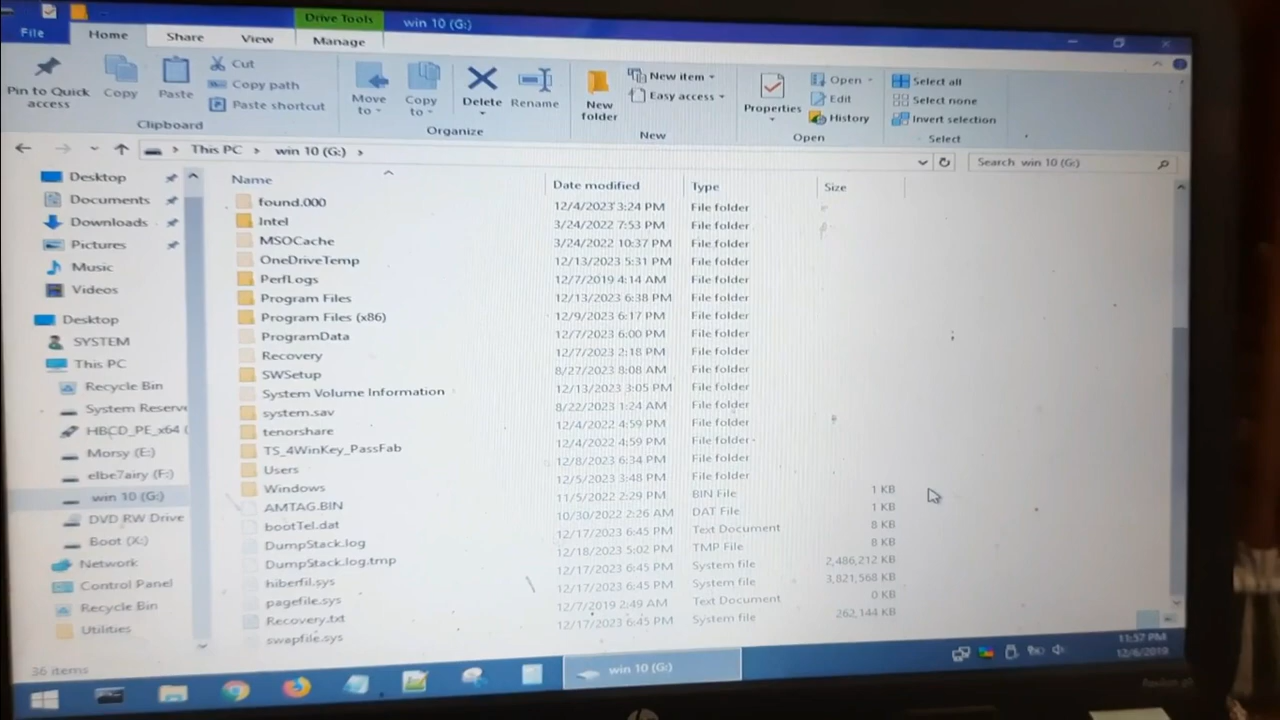 Drive Tools
win 10 (G:)
File
Home
Share
View
Manage
Pin to Quick access
Copy
Paste
Cut
Copy path
Paste shortcut
Clipboard
Move to
Copy to
Delete
Rename
Organize
New folder
New item
Easy access
New
Properties
Open
Edit
History
Open
Select all
Select none
Invert selection
Select
This PC > win 10 (G:) >
Search win 10 (G:)
Desktop
Documents
Downloads
Pictures
Music
Videos
Desktop
SYSTEM
This PC
Recycle Bin
System Reserve
HBCD_PE_x64 (
Morsy (E:)
elbe7airy (F:)
win 10 (G:)
DVD RW Drive
Boot (X:)
Network
Control Panel
Recycle Bin
Utilities
Name Date modified Type Size
found.000 12/4/2023 3:24 PM File folder
Intel 3/24/2022 7:53 PM File folder
MSOCache 3/24/2022 10:37 PM File folder
OneDriveTemp 12/13/2023 5:31 PM File folder
PerfLogs 12/7/2019 4:14 AM File folder
Program Files 12/13/2023 6:38 PM File folder
Program Files (x86) 12/9/2023 6:17 PM File folder
ProgramData 12/7/2023 6:00 PM File folder
Recovery 12/7/2023 2:18 PM File folder
SWSetup 8/27/2023 8:08 AM File folder
System Volume Information 12/13/2023 3:05 PM File folder
system.sav 8/22/2023 1:24 AM File folder
tenorshare 12/4/2022 4:59 PM File folder
TS_4WinKey_PassFab 12/4/2022 4:59 PM File folder
Users 12/8/2023 6:34 PM File folder
Windows 12/5/2023 3:48 PM File folder
AMTAG.BIN 11/5/2022 2:29 PM BIN File 1 KB
bootTel.dat 10/30/2022 2:26 AM DAT File 1 KB
DumpStack.log 12/17/2023 6:45 PM Text Document 8 KB
DumpStack.log.tmp 12/18/2023 5:02 PM TMP File 8 KB
hiberfil.sys 12/17/2023 6:45 PM System file 2,486,212 KB
pagefile.sys 12/17/2023 6:45 PM System file 3,821,568 KB
Recovery.txt 12/7/2019 2:49 AM Text Document 0 KB
swapfile.sys 12/17/2023 6:45 PM System file 262,144 KB
36 items
win 10 (G:)
11:57 PM
12/6/2019